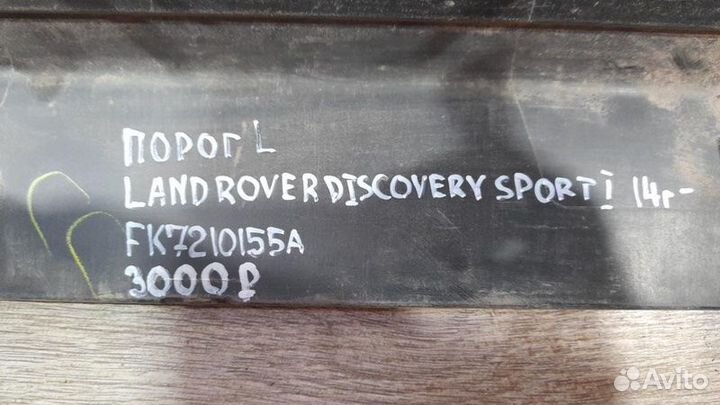 ПОРОГ L
LAND ROVER DISCOVERY SPORT I 14г-
FK7210155A
3000₽
Avito